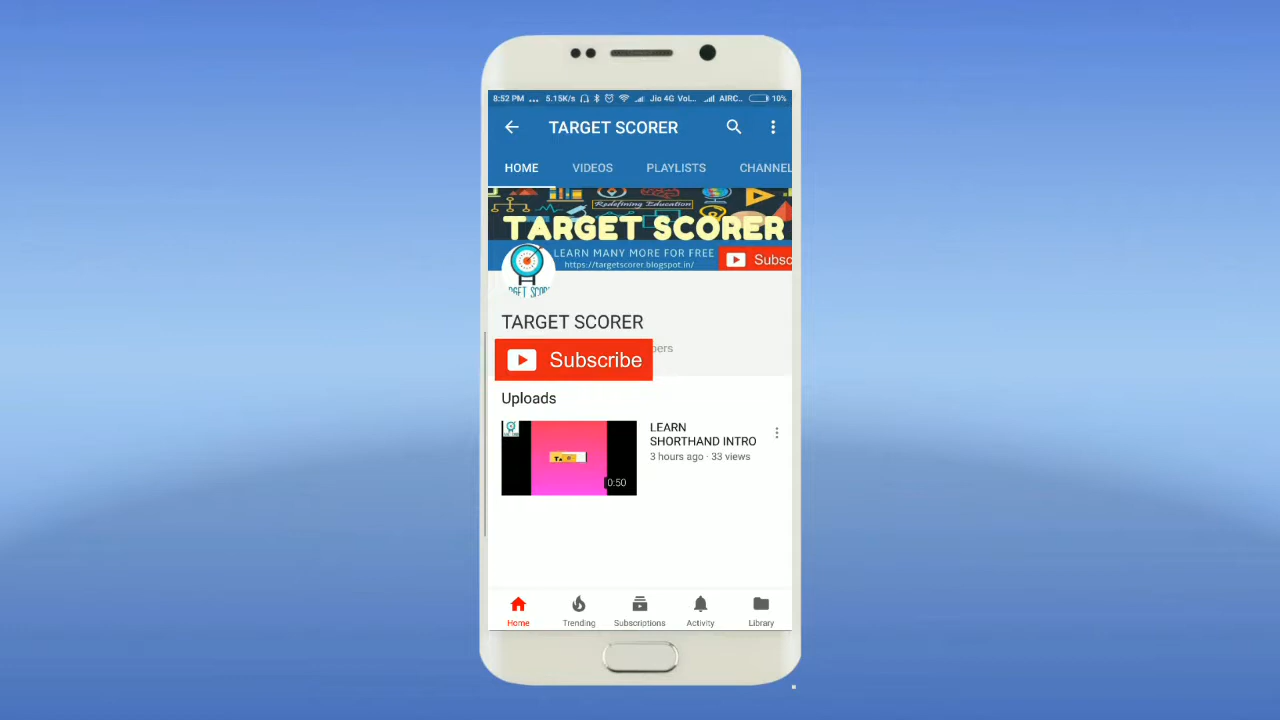 8:52 PM ... 5.15K/s Jio 4G Vol... AIRC... 10%
TARGET SCORER
HOME VIDEOS PLAYLISTS CHANNEL
Redefining Education
TARGET SCORER
LEARN MANY MORE FOR FREE
https://targetscorer.blogspot.in/
Subsc
TARGET SCORER
Subscribe
bers
Uploads
LEARN
SHORTHAND INTRO
3 hours ago · 33 views
0:50
Home Trending Subscriptions Activity Library